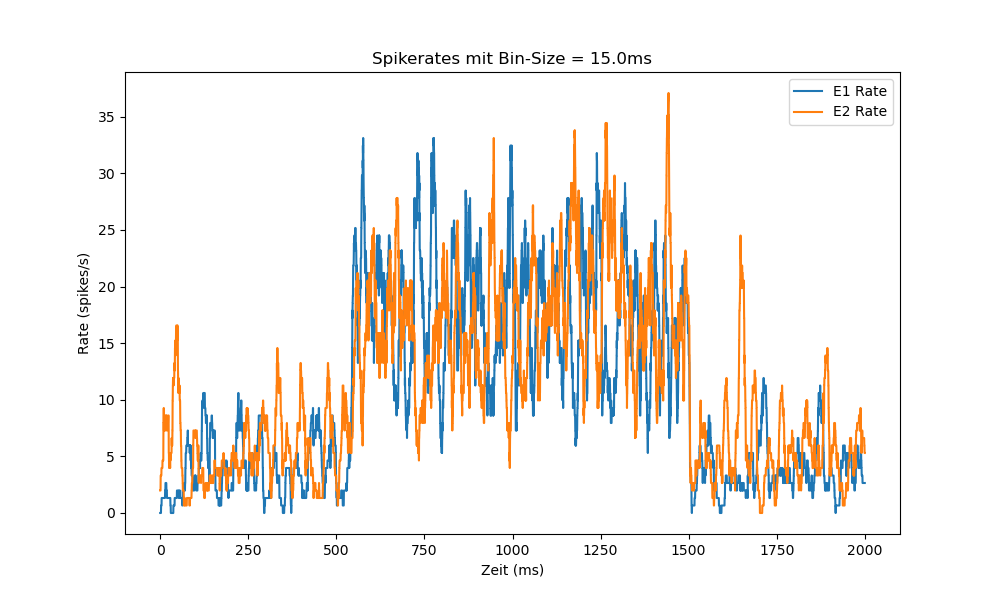 Spikerates mit Bin-Size = 15.0ms
E1 Rate
E2 Rate
35
30
25
20
15
10
5
0
Rate (spikes/s)
0 250 500 750 1000 1250 1500 1750 2000
Zeit (ms)